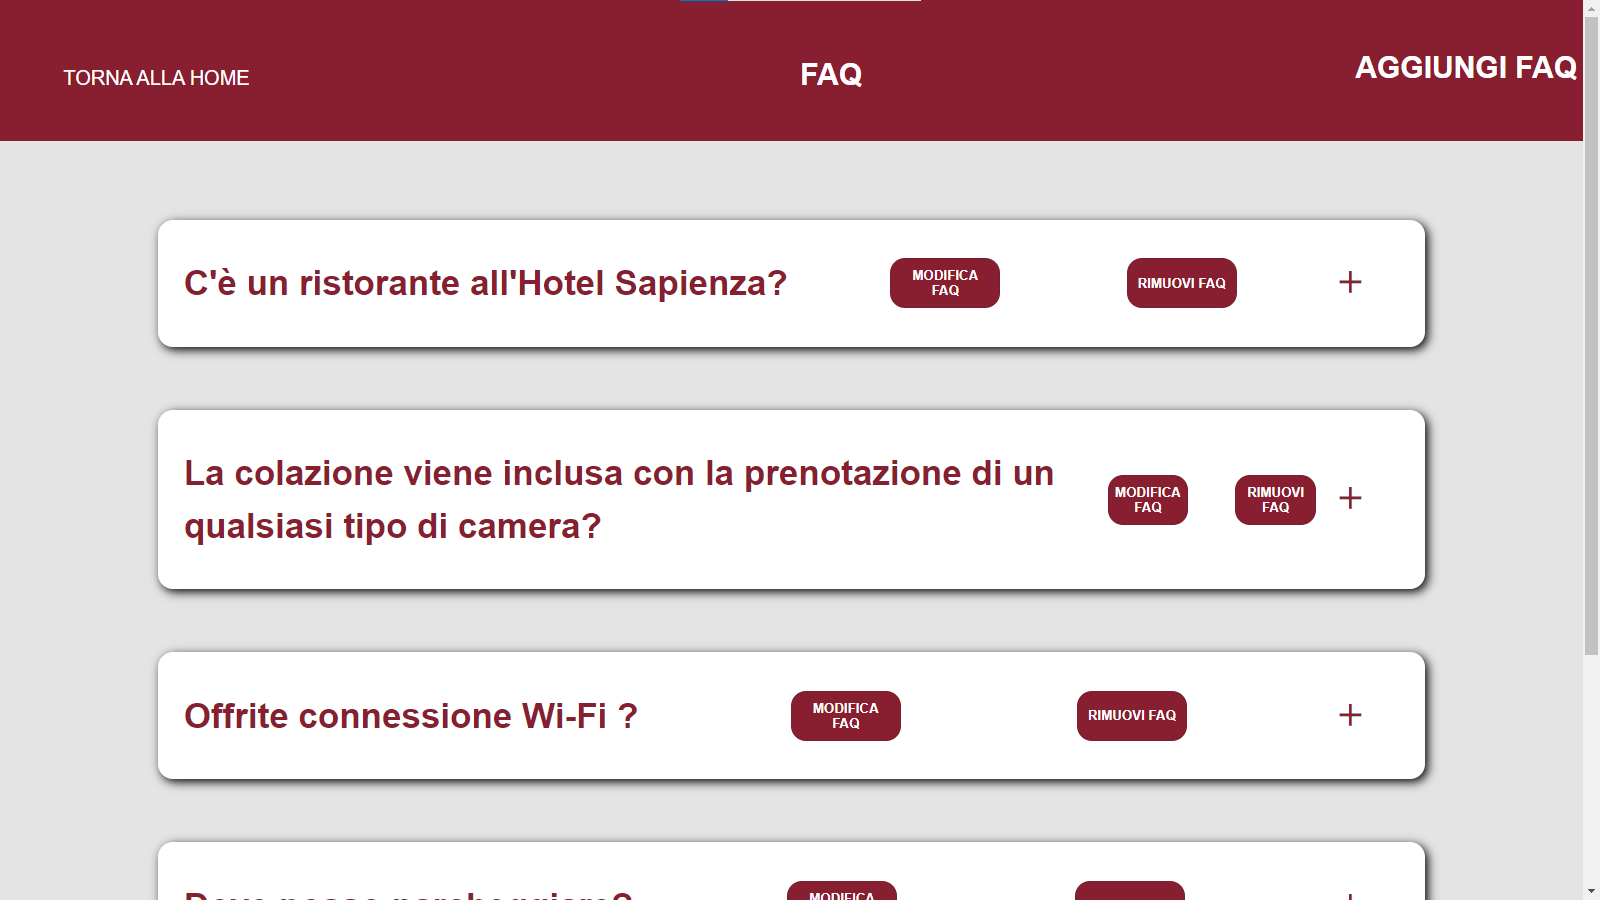 TORNA ALLA HOME
FAQ
AGGIUNGI FAQ
C'è un ristorante all'Hotel Sapienza?
MODIFICA
FAQ
RIMUOVI FAQ
La colazione viene inclusa con la prenotazione di un
qualsiasi tipo di camera?
MODIFICA
FAQ
RIMUOVI
FAQ
Offrite connessione Wi-Fi ?
MODIFICA
FAQ
RIMUOVI FAQ
MODIFICA